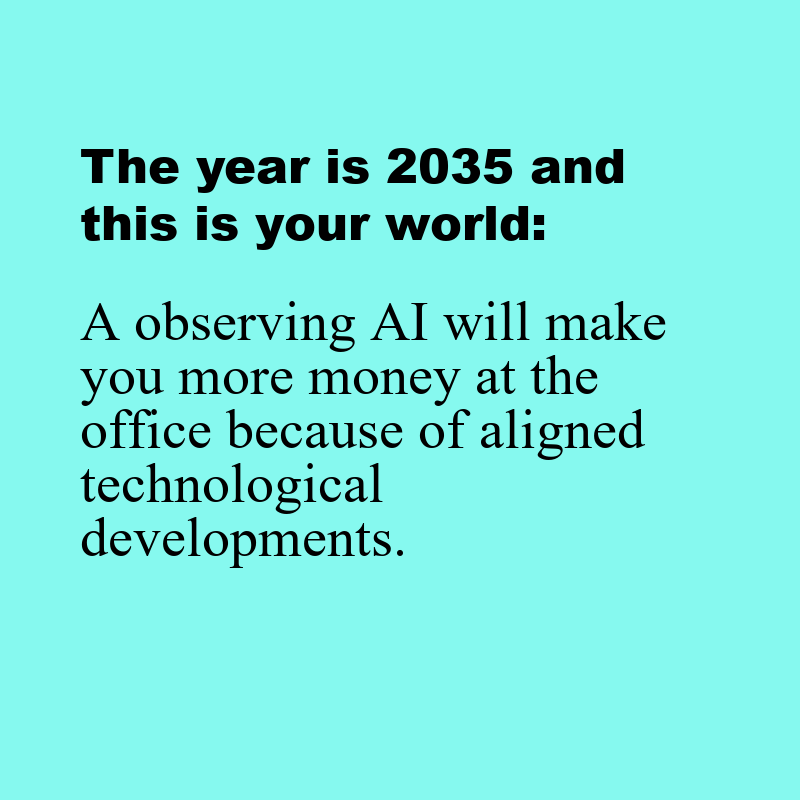 The year is 2035 and
this is your world:
A observing AI will make
you more money at the
office because of aligned
technological
developments.